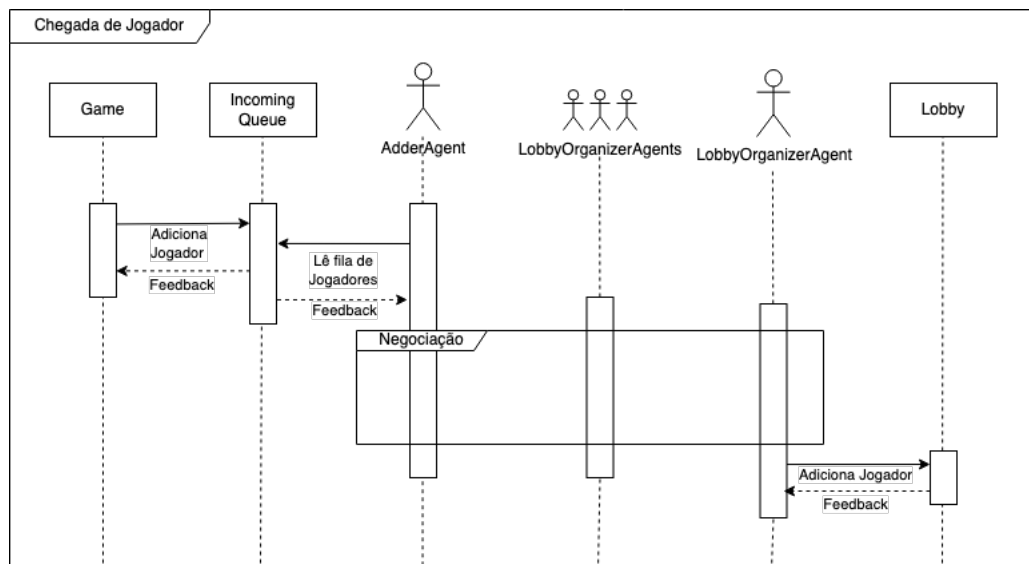 Chegada de Jogador
Game
Incoming
Queue
AdderAgent
LobbyOrganizerAgents
LobbyOrganizerAgent
Lobby
Adiciona
Jogador
Feedback
Lê fila de
Jogadores
Feedback
Negociação
Adiciona Jogador
Feedback